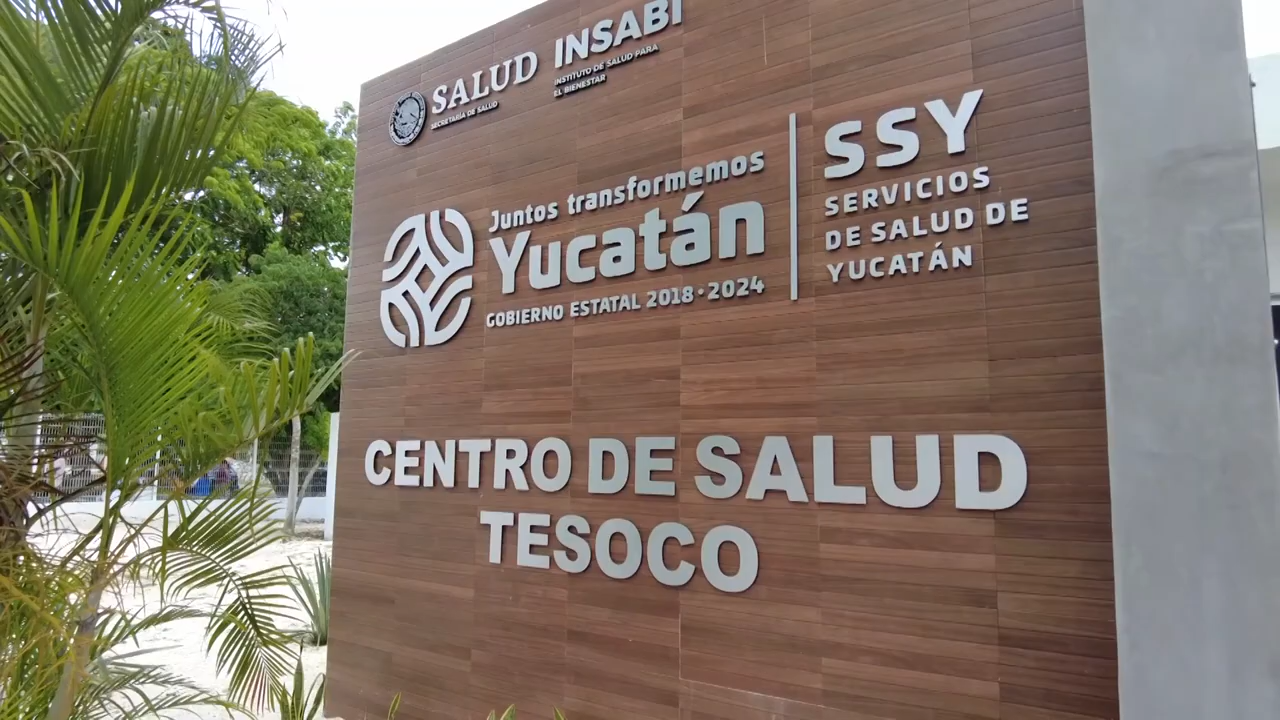 SALUD
SECRETARÍA DE SALUD
INSABI
INSTITUTO DE SALUD PARA
EL BIENESTAR
Juntos transformemos
Yucatán
GOBIERNO ESTATAL 2018 • 2024
SSY
SERVICIOS
DE SALUD DE
YUCATÁN
CENTRO DE SALUD
TESOCO